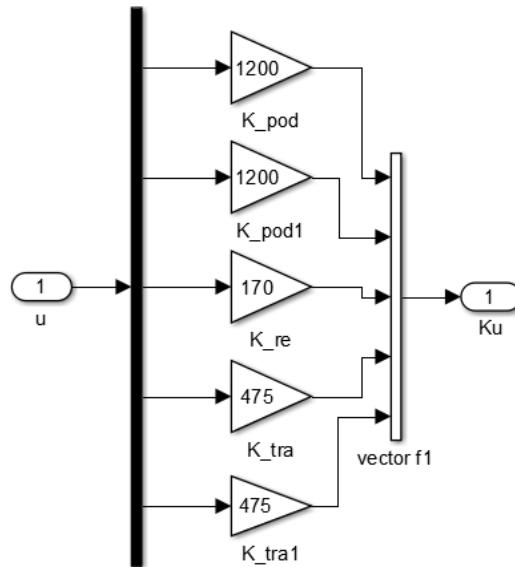 1200
K_pod
1200
K_pod1
1
u
170
K_re
1
Ku
475
K_tra
vector f1
475
K_tra1